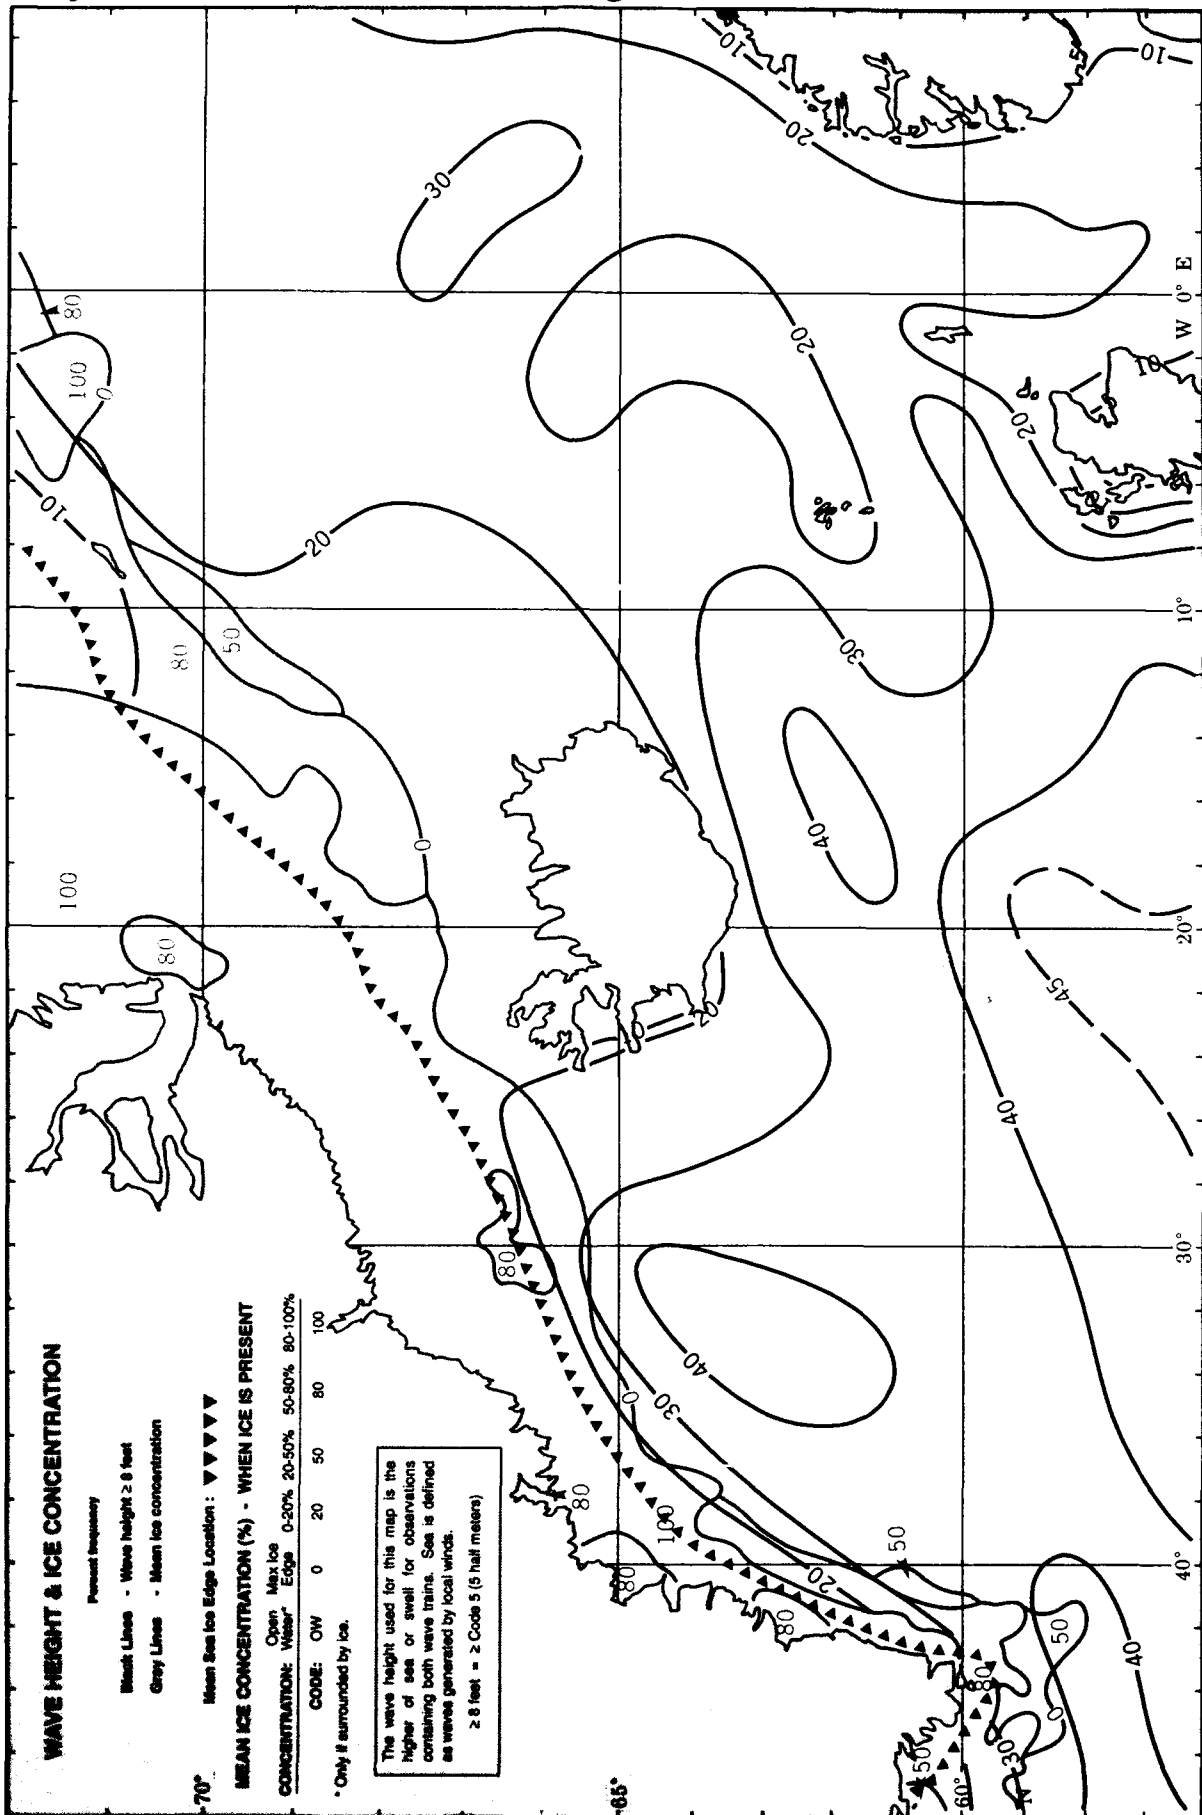 WAVE HEIGHT & ICE CONCENTRATION
Percent frequency
Black Lines - Wave height ≥ 8 feet
Gray Lines - Mean ice concentration
Mean Sea Ice Edge Location : ▼▼▼▼▼
MEAN ICE CONCENTRATION (%) - WHEN ICE IS PRESENT
Open Max Ice
CONCENTRATION: Water* Edge 0-20% 20-50% 50-80% 80-100%
CODE: OW 0 20 50 80 100
* Only if surrounded by ice.
The wave height used for this map is the
higher of sea or swell for observations
containing both wave trains. Sea is defined
as waves generated by local winds.
≥ 8 feet = ≥ Code 5 (5 half meters)
70°
65°
60°
40°
30°
20°
10°
W 0° E
100
80
10
100
0
80
80
50
20
30
20
10
10
20
20
10
30
40
0
80
20
45
40
40
0
30
80
80
100
80
80
20
50
50
0
40
80
30
50